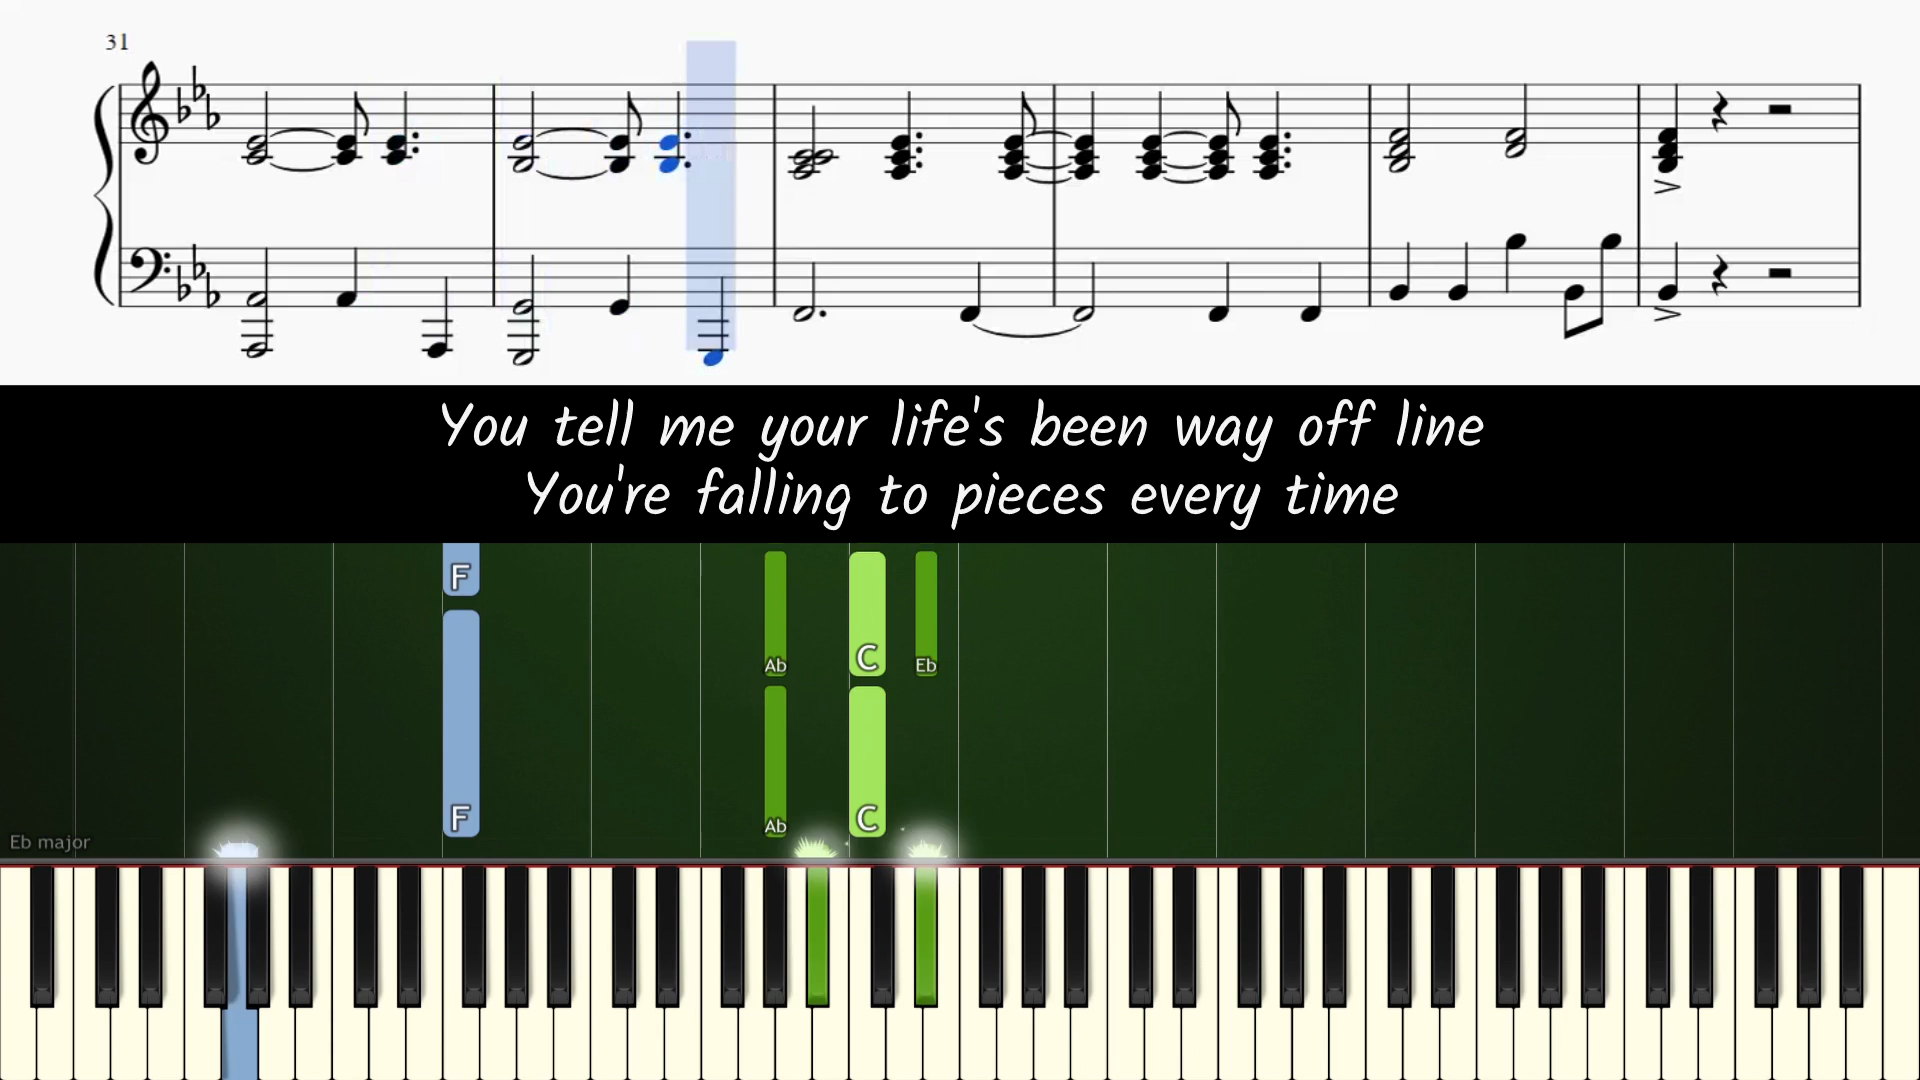 31
You tell me your life's been way off line
You're falling to pieces every time
F
Ab C Eb
F Ab C
Eb major